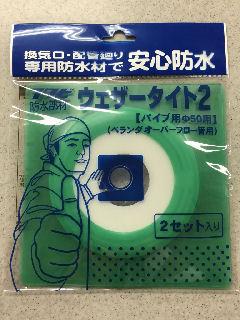 換気口・配管廻り
専用防水材で安心防水
防水部材
ウェザータイト2
【パイプ用Φ50用】
(ベランダオーバーフロー管用)
2セット入り